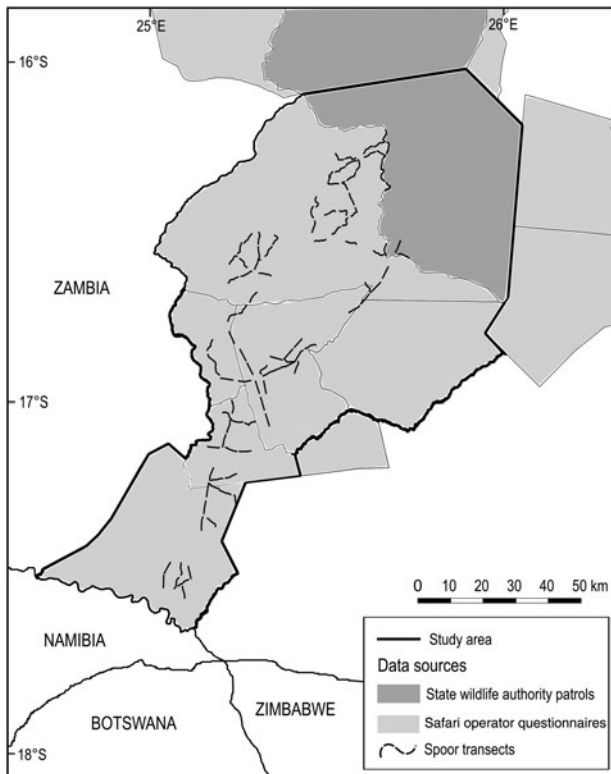 25°E 26°E
16°S
ZAMBIA
17°S
0 10 20 30 40 50 km
NAMIBIA
BOTSWANA
ZIMBABWE
18°S
Study area
Data sources
State wildlife authority patrols
Safari operator questionnaires
Spoor transects